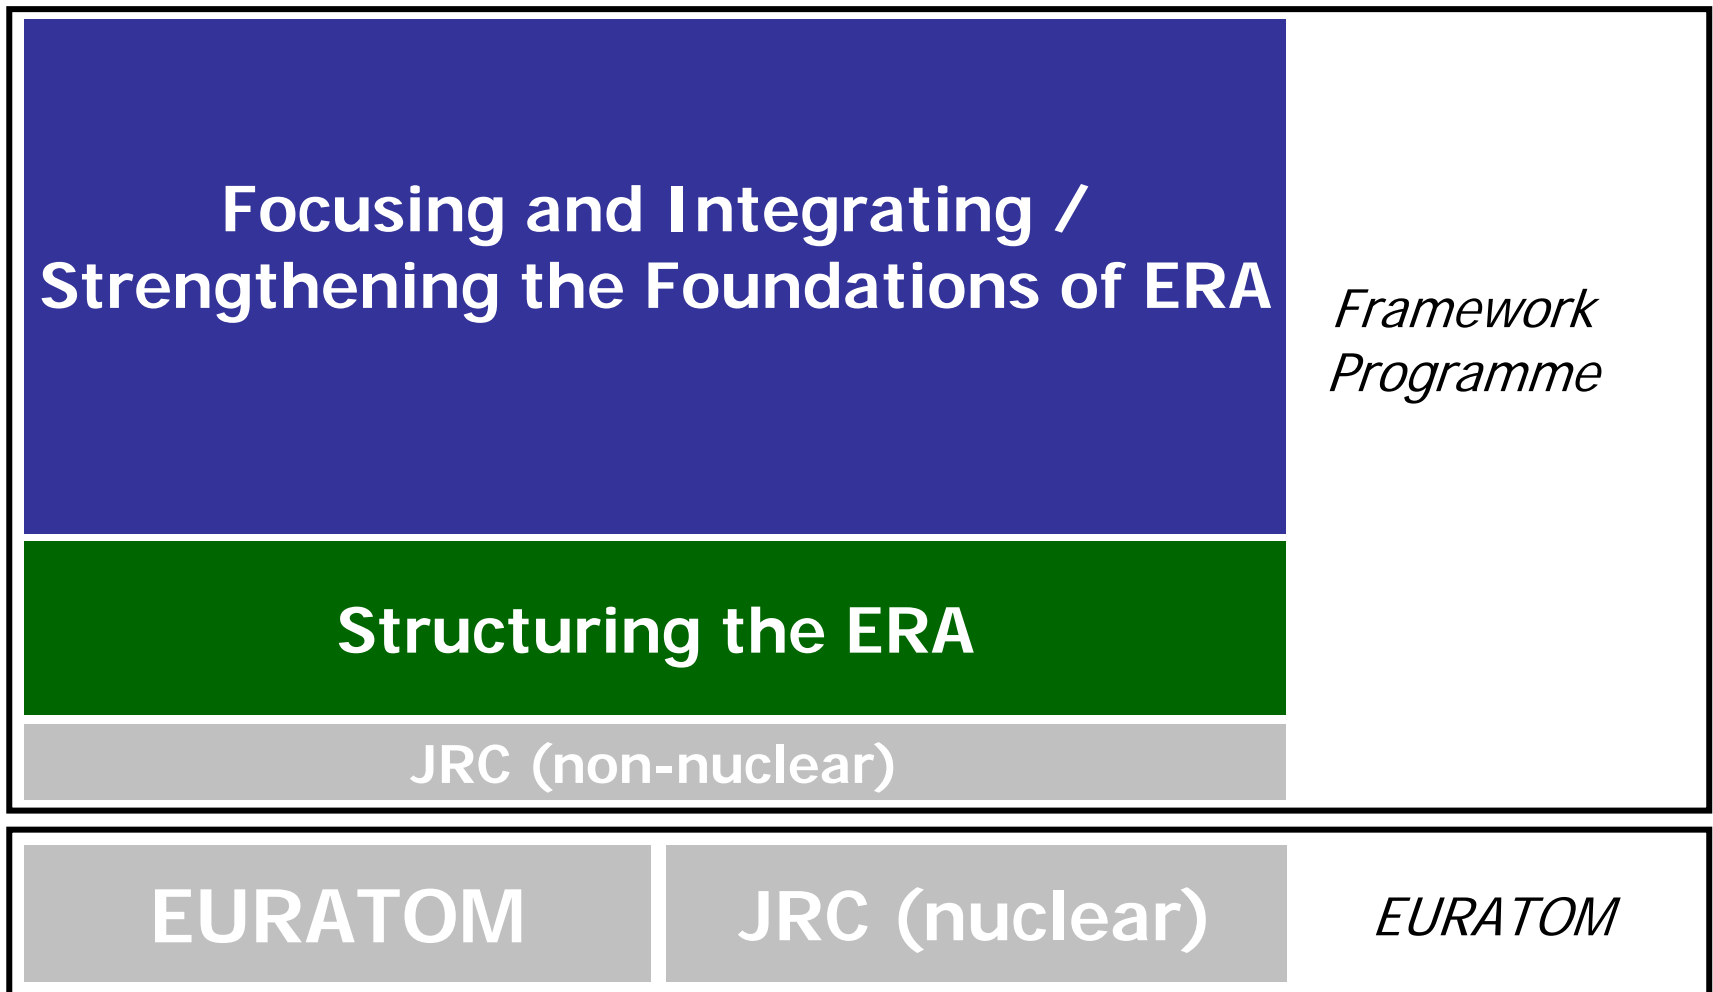 Focusing and Integrating /
Strengthening the Foundations of ERA
Framework
Programme
Structuring the ERA
JRC (non-nuclear)
EURATOM
JRC (nuclear)
EURATOM